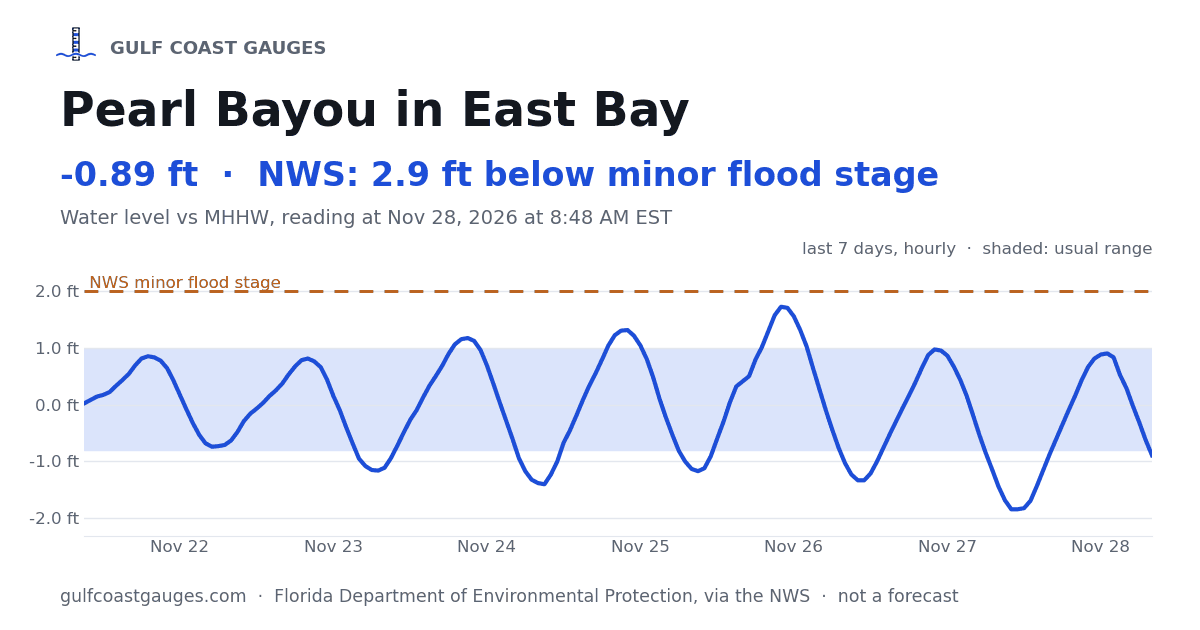 GULF COAST GAUGES
Pearl Bayou in East Bay
-0.89 ft · NWS: 2.9 ft below minor flood stage
Water level vs MHHW, reading at Nov 28, 2026 at 8:48 AM EST
last 7 days, hourly · shaded: usual range
NWS minor flood stage
2.0 ft
1.0 ft
0.0 ft
-1.0 ft
-2.0 ft
Nov 22 Nov 23 Nov 24 Nov 25 Nov 26 Nov 27 Nov 28
gulfcoastgauges.com · Florida Department of Environmental Protection, via the NWS · not a forecast